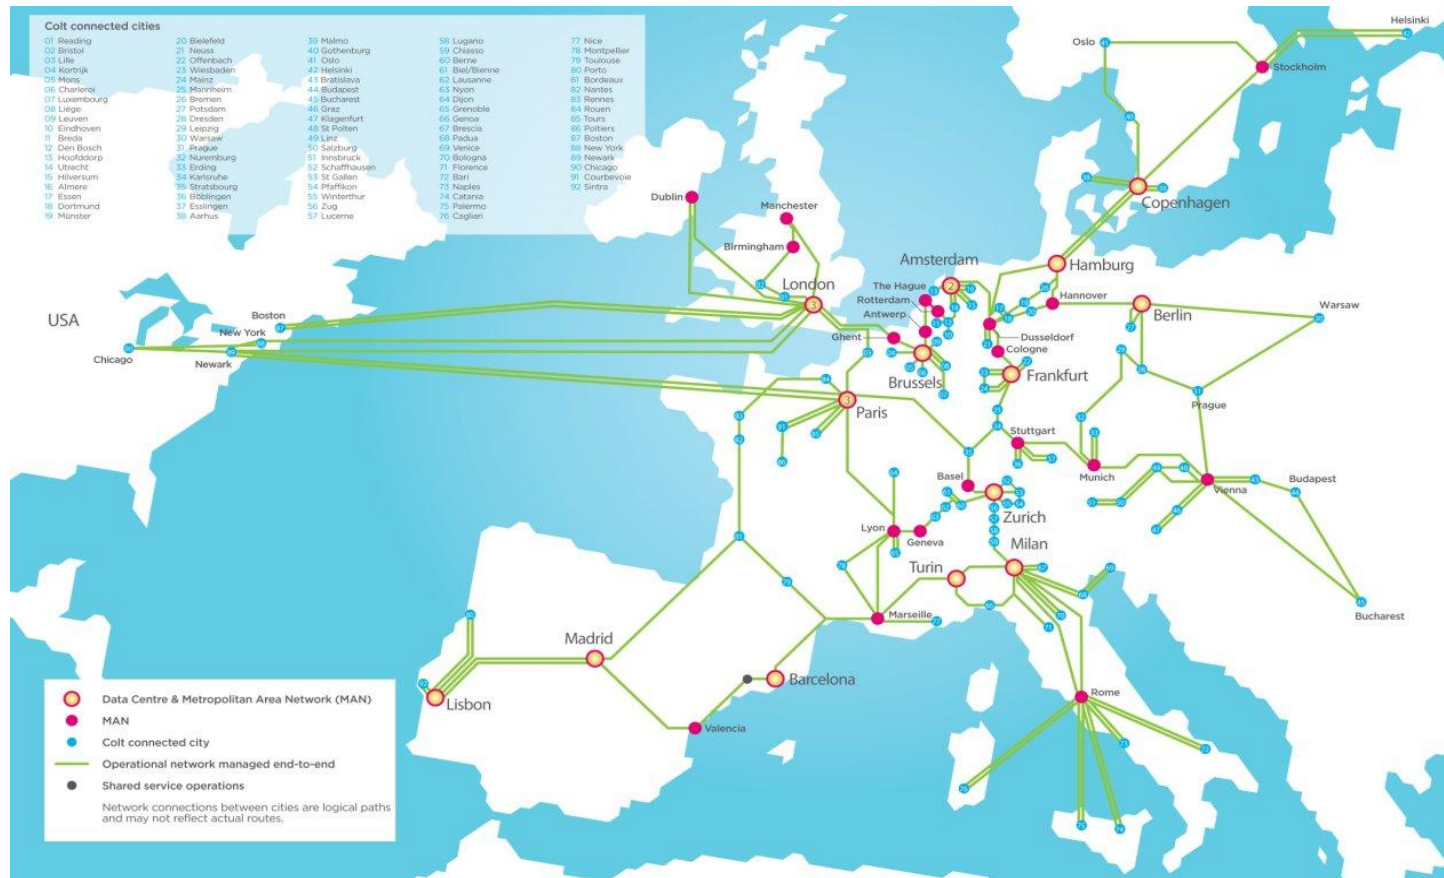 Colt connected cities
01 Reading
02 Bristol
03 Lille
04 Kortrijk
05 Mons
06 Charleroi
07 Luxembourg
08 Liége
09 Leuven
10 Eindhoven
11 Breda
12 Den Bosch
13 Hoofddorp
14 Utrecht
15 Hilversum
16 Almere
17 Essen
18 Dortmund
19 Münster
20 Bielefeld
21 Neuss
22 Offenbach
23 Wiesbaden
24 Mainz
25 Mannheim
26 Bremen
27 Potsdam
28 Dresden
29 Leipzig
30 Warsaw
31 Prague
32 Nuremburg
33 Erding
34 Karlsruhe
35 Stratsbourg
36 Böblingen
37 Esslingen
38 Aarhus
39 Malmo
40 Gothenburg
41 Oslo
42 Helsinki
43 Bratislava
44 Budapest
45 Bucharest
46 Graz
47 Klagenfurt
48 St Polten
49 Linz
50 Salzburg
51 Innsbruck
52 Schaffhausen
53 St Gallen
54 Pfaffikon
55 Winterthur
56 Zug
57 Lucerne
58 Lugano
59 Chiasso
60 Berne
61 Biel/Bienne
62 Lausanne
63 Nyon
64 Dijon
65 Grenoble
66 Genoa
67 Brescia
68 Padua
69 Venice
70 Bologna
71 Florence
72 Bari
73 Naples
74 Catania
75 Palermo
76 Cagliari
77 Nice
78 Montpellier
79 Toulouse
80 Porto
81 Bordeaux
82 Nantes
83 Rennes
84 Rouen
85 Tours
86 Poitiers
87 Boston
88 New York
89 Newark
90 Chicago
91 Courbevoie
92 Sintra
Helsinki
Oslo
Stockholm
Copenhagen
Dublin
Manchester
Birmingham
London
3
Amsterdam
2
The Hague
Rotterdam
Antwerp
Ghent
Brussels
Hamburg
Hannover
Berlin
Warsaw
Dusseldorf
Cologne
Frankfurt
USA
Boston
New York
Chicago
Newark
Paris
3
Prague
Stuttgart
Munich
Basel
Zurich
Vienna
Budapest
Lyon
Geneva
Milan
Turin
Marseille
Bucharest
Madrid
Barcelona
Lisbon
Valencia
Rome
Data Centre & Metropolitan Area Network (MAN)
MAN
Colt connected city
Operational network managed end-to-end
Shared service operations
Network connections between cities are logical paths
and may not reflect actual routes.